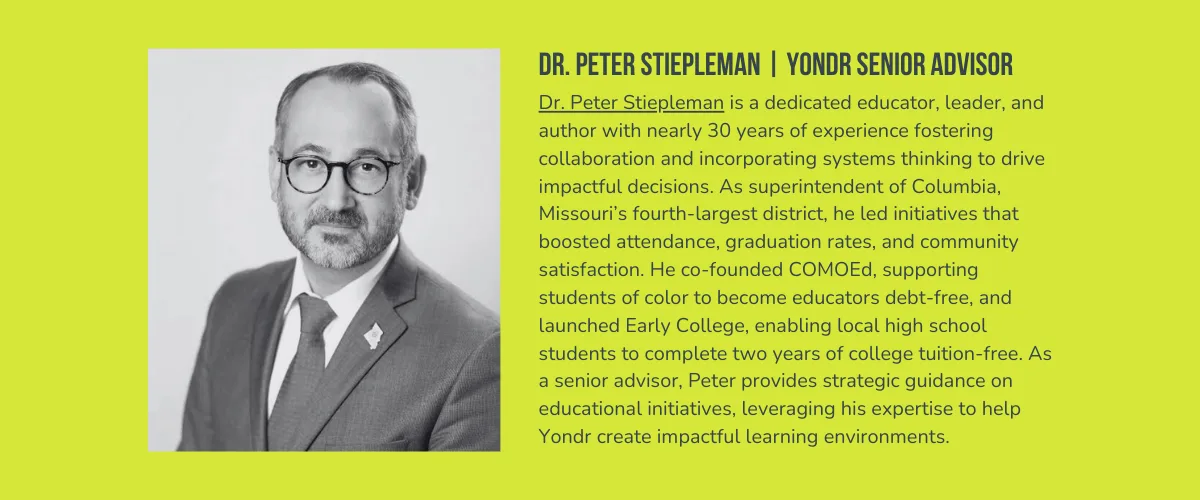 DR. PETER STIEPLEMAN | YONDR SENIOR ADVISOR
Dr. Peter Stiepleman is a dedicated educator, leader, and
author with nearly 30 years of experience fostering
collaboration and incorporating systems thinking to drive
impactful decisions. As superintendent of Columbia,
Missouri’s fourth-largest district, he led initiatives that
boosted attendance, graduation rates, and community
satisfaction. He co-founded COMOEd, supporting
students of color to become educators debt-free, and
launched Early College, enabling local high school
students to complete two years of college tuition-free. As
a senior advisor, Peter provides strategic guidance on
educational initiatives, leveraging his expertise to help
Yondr create impactful learning environments.